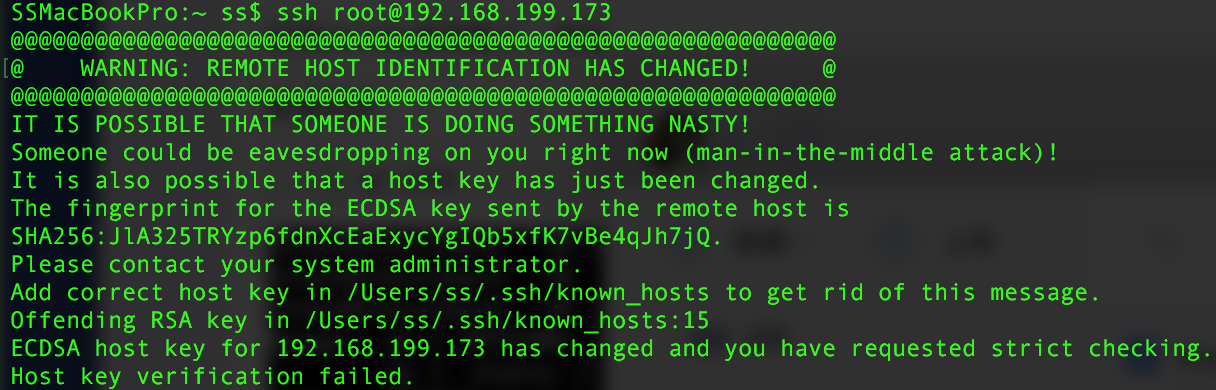 SSMacBookPro:~ ss$ ssh root@192.168.199.173
@@@@@@@@@@@@@@@@@@@@@@@@@@@@@@@@@@@@@@@@@@@@@@@@@@@@@@@@@@@
[@    WARNING: REMOTE HOST IDENTIFICATION HAS CHANGED!     @
@@@@@@@@@@@@@@@@@@@@@@@@@@@@@@@@@@@@@@@@@@@@@@@@@@@@@@@@@@@
IT IS POSSIBLE THAT SOMEONE IS DOING SOMETHING NASTY!
Someone could be eavesdropping on you right now (man-in-the-middle attack)!
It is also possible that a host key has just been changed.
The fingerprint for the ECDSA key sent by the remote host is
SHA256:JlA325TRYzp6fdnXcEaExycYgIQb5xfK7vBe4qJh7jQ.
Please contact your system administrator.
Add correct host key in /Users/ss/.ssh/known_hosts to get rid of this message.
Offending RSA key in /Users/ss/.ssh/known_hosts:15
ECDSA host key for 192.168.199.173 has changed and you have requested strict checking.
Host key verification failed.